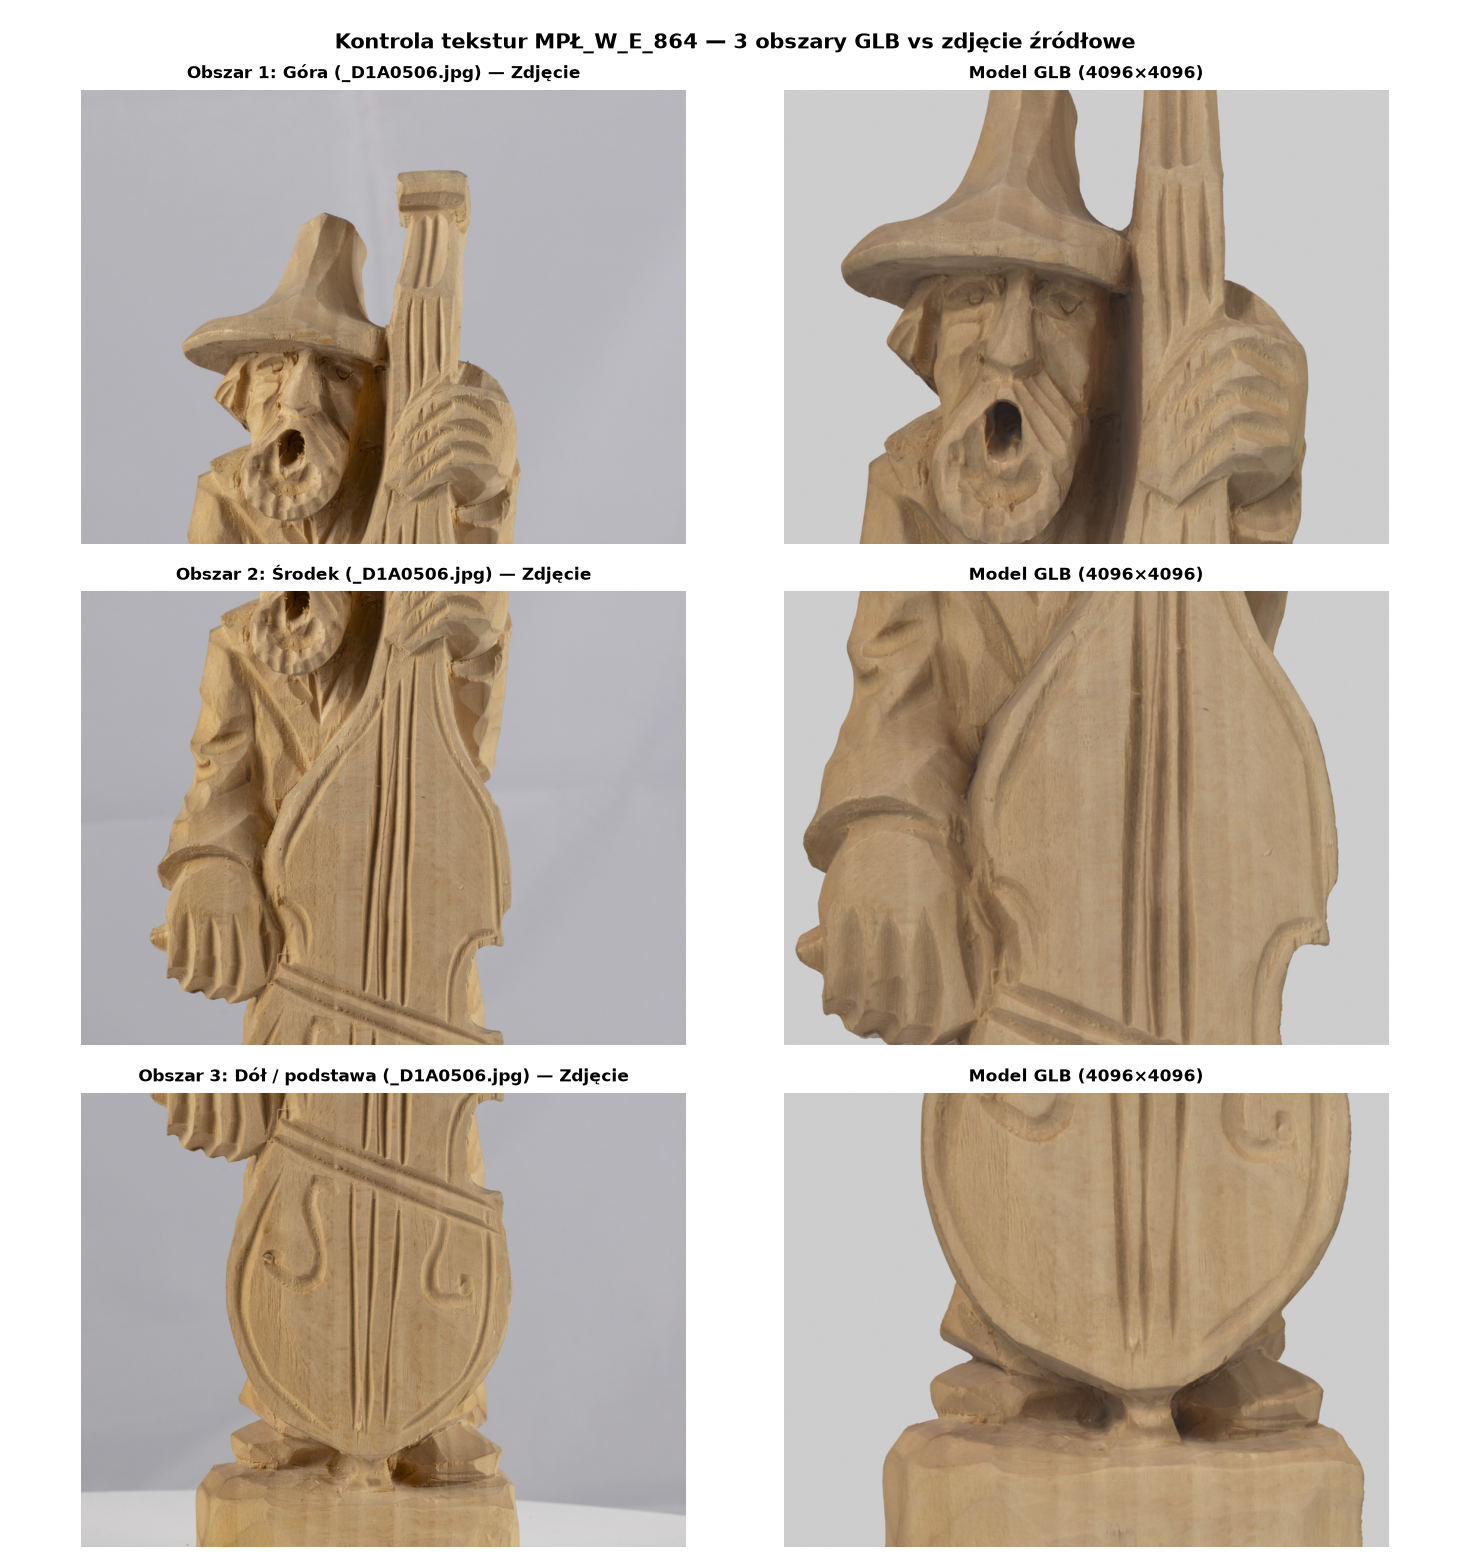 Kontrola tekstur MPŁ_W_E_864 — 3 obszary GLB vs zdjęcie źródłowe
Obszar 1: Góra (_D1A0506.jpg) — Zdjęcie
Model GLB (4096×4096)
Obszar 2: Środek (_D1A0506.jpg) — Zdjęcie
Model GLB (4096×4096)
Obszar 3: Dół / podstawa (_D1A0506.jpg) — Zdjęcie
Model GLB (4096×4096)